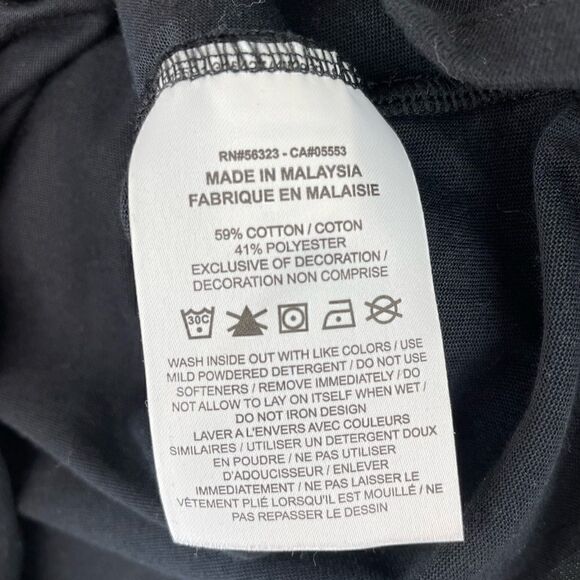 RN#56323 - CA#05553
MADE IN MALAYSIA
FABRIQUE EN MALAISIE
59% COTTON / COTON
41% POLYESTER
EXCLUSIVE OF DECORATION /
DECORATION NON COMPRISE
30C
WASH INSIDE OUT WITH LIKE COLORS / USE
MILD POWDERED DETERGENT / DO NOT USE
SOFTENERS / REMOVE IMMEDIATELY / DO
NOT ALLOW TO LAY ON ITSELF WHEN WET /
DO NOT IRON DESIGN
LAVER A L'ENVERS AVEC COULEURS
SIMILAIRES / UTILISER UN DETERGENT DOUX
EN POUDRE / NE PAS UTILISER
D'ADOUCISSEUR / ENLEVER
IMMEDIATEMENT / NE PAS LAISSER LE
VÊTEMENT PLIÉ LORSQU'IL EST MOUILLÉ / NE
PAS REPASSER LE DESSIN